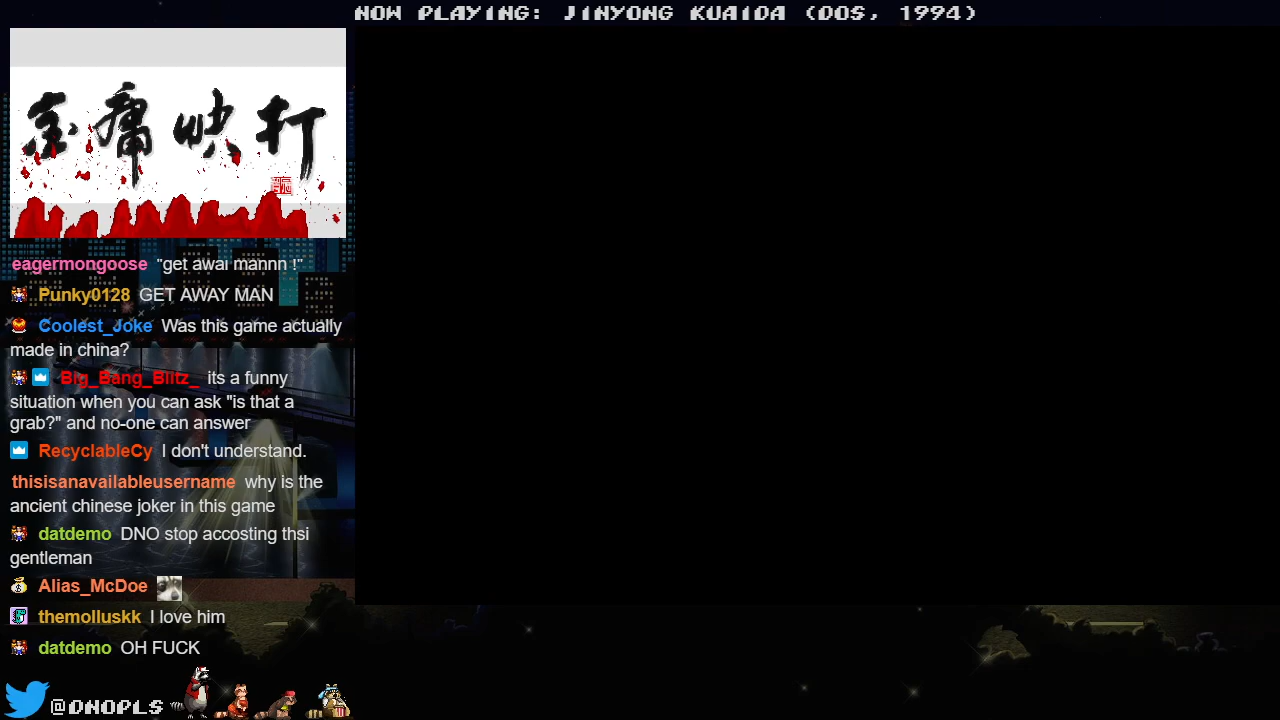 NOW PLAYING: JINYONG KUAIDA (DOS, 1994)
金庸快打
eagermongoose "get awai mannn !"
Punky0128 GET AWAY MAN
Coolest_Joke Was this game actually
made in china?
Big_Bang_Blitz_ its a funny
situation when you can ask "is that a
grab?" and no-one can answer
RecyclableCy I don't understand.
thisisanavailableusername why is the
ancient chinese joker in this game
datdemo DNO stop accosting thsi
gentleman
Alias_McDoe
themolluskk I love him
datdemo OH FUCK
@DNOPLS